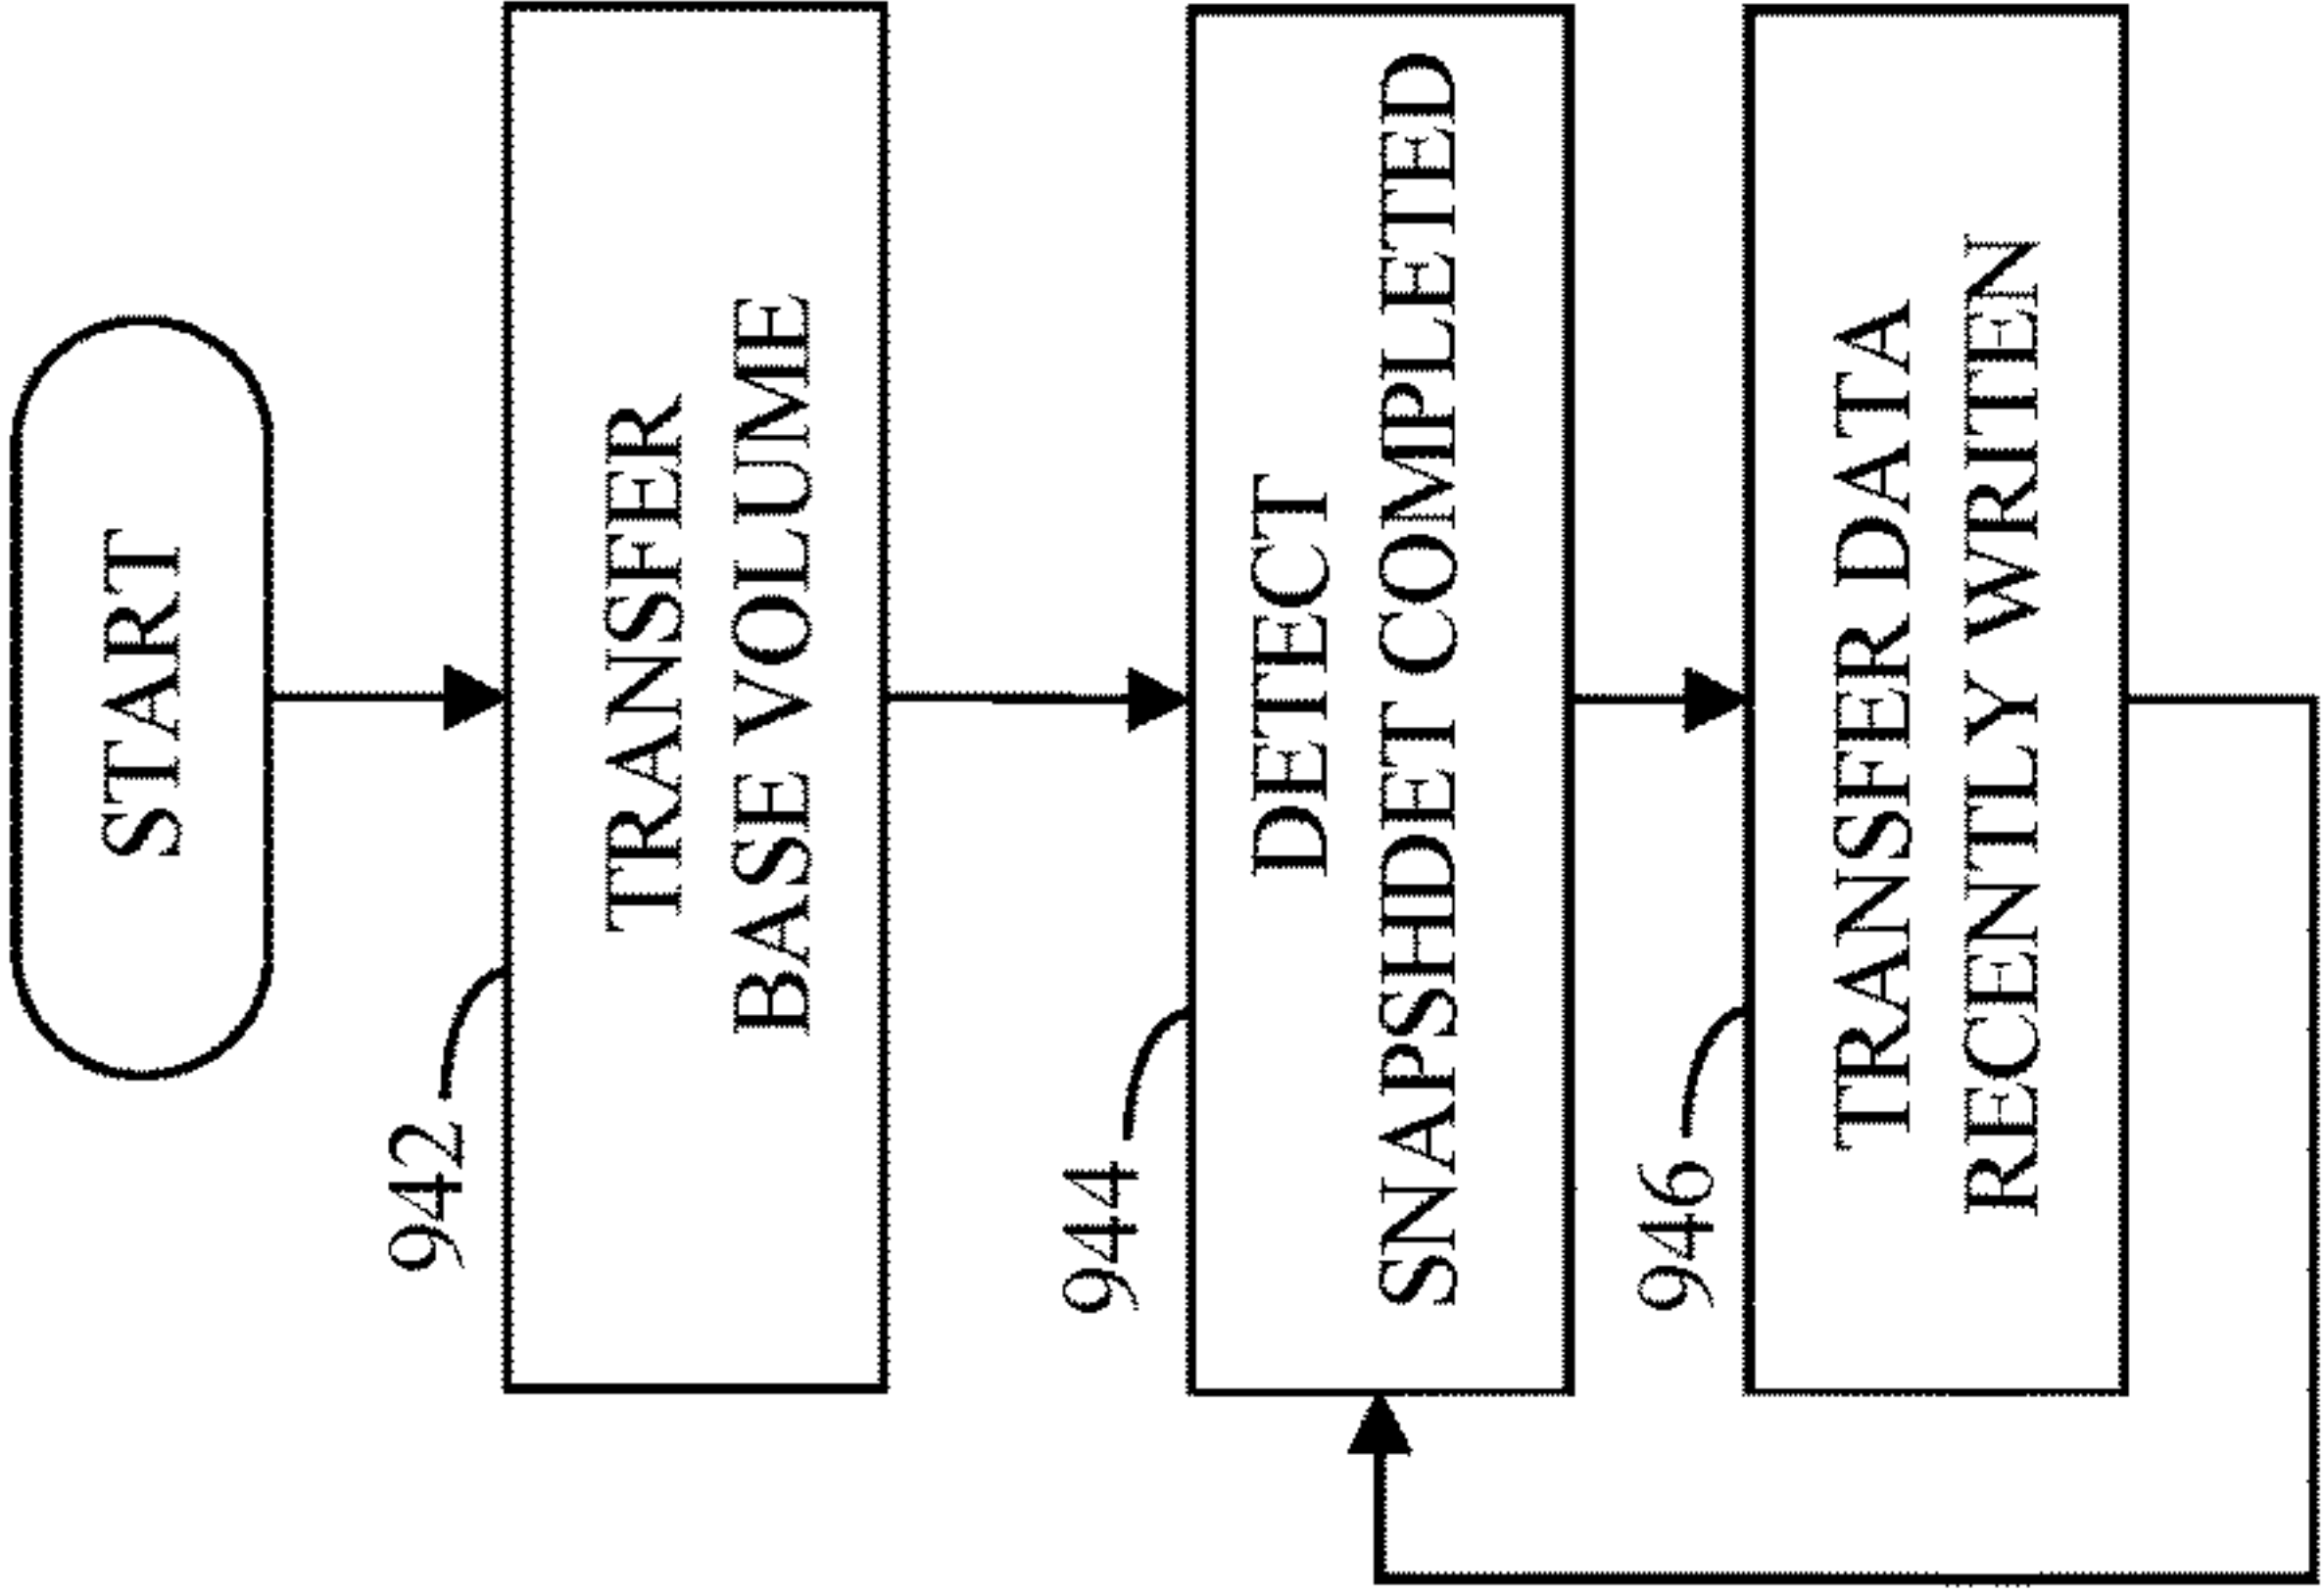 START
942
TRANSFER
BASE VOLUME
944
DETECT
SNAPSHDET COMPLETED
946
TRANSFER DATA
RECENTLY WRITEN